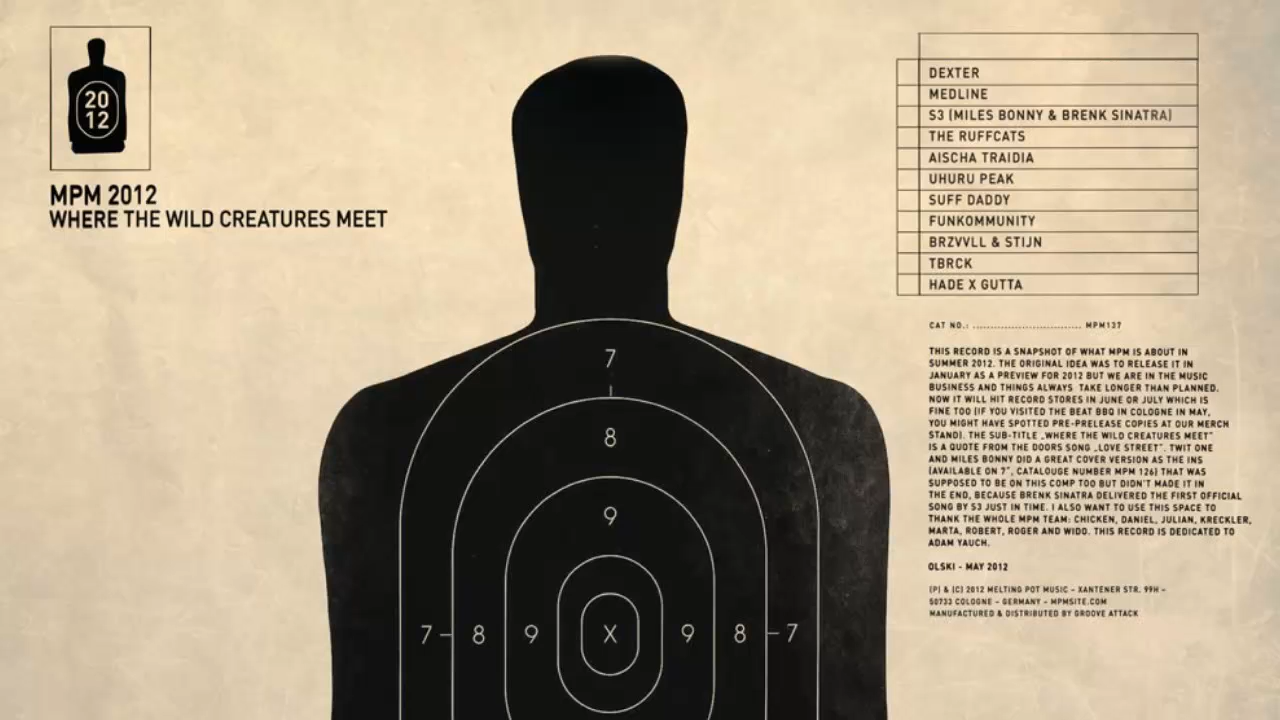 20
12
MPM 2012
WHERE THE WILD CREATURES MEET
7
8
9
7 8 9 X 9 8 7
DEXTER
MEDLINE
S3 (MILES BONNY & BRENK SINATRA)
THE RUFFCATS
AISCHA TRAIDIA
UHURU PEAK
SUFF DADDY
FUNKOMMUNITY
BRZVVLL & STIJN
TBRCK
HADE X GUTTA
CAT NO.: ................................ MPM137
THIS RECORD IS A SNAPSHOT OF WHAT MPM IS ABOUT IN
SUMMER 2012. THE ORIGINAL IDEA WAS TO RELEASE IT IN
JANUARY AS A PREVIEW FOR 2012 BUT WE ARE IN THE MUSIC
BUSINESS AND THINGS ALWAYS TAKE LONGER THAN PLANNED.
NOW IT WILL HIT RECORD STORES IN JUNE OR JULY WHICH IS
FINE TOO (IF YOU VISITED THE BEAT BBQ IN COLOGNE IN MAY,
YOU MIGHT HAVE SPOTTED PRE-PRELEASE COPIES AT OUR MERCH
STAND). THE SUB-TITLE „WHERE THE WILD CREATURES MEET"
IS A QUOTE FROM THE DOORS SONG „LOVE STREET". TWIT ONE
AND MILES BONNY DID A GREAT COVER VERSION AS THE INS
(AVAILABLE ON 7", CATALOUGE NUMBER MPM 126) THAT WAS
SUPPOSED TO BE ON THIS COMP TOO BUT DIDN'T MADE IT IN
THE END, BECAUSE BRENK SINATRA DELIVERED THE FIRST OFFICIAL
SONG BY S3 JUST IN TIME. I ALSO WANT TO USE THIS SPACE TO
THANK THE WHOLE MPM TEAM: CHICKEN, DANIEL, JULIAN, KRECKLER,
MARTA, ROBERT, ROGER AND WIDO. THIS RECORD IS DEDICATED TO
ADAM YAUCH.
OLSKI - MAY 2012
(P) & (C) 2012 MELTING POT MUSIC - XANTENER STR. 99H -
50733 COLOGNE - GERMANY - MPMSITE.COM
MANUFACTURED & DISTRIBUTED BY GROOVE ATTACK